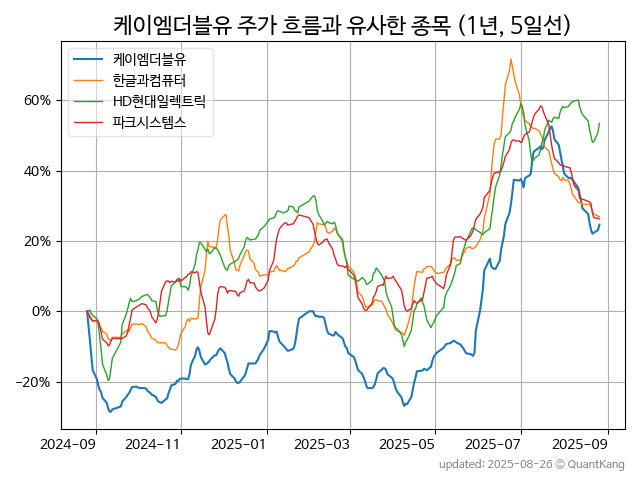 케이엠더블유 주가 흐름과 유사한 종목 (1년, 5일선)
케이엠더블유
한글과컴퓨터
HD현대일렉트릭
파크시스템스
60%
40%
20%
0%
−20%
2024−09
2024−11
2025−01
2025−03
2025−05
2025−07
2025−09
updated: 2025-08-26 © QuantKang